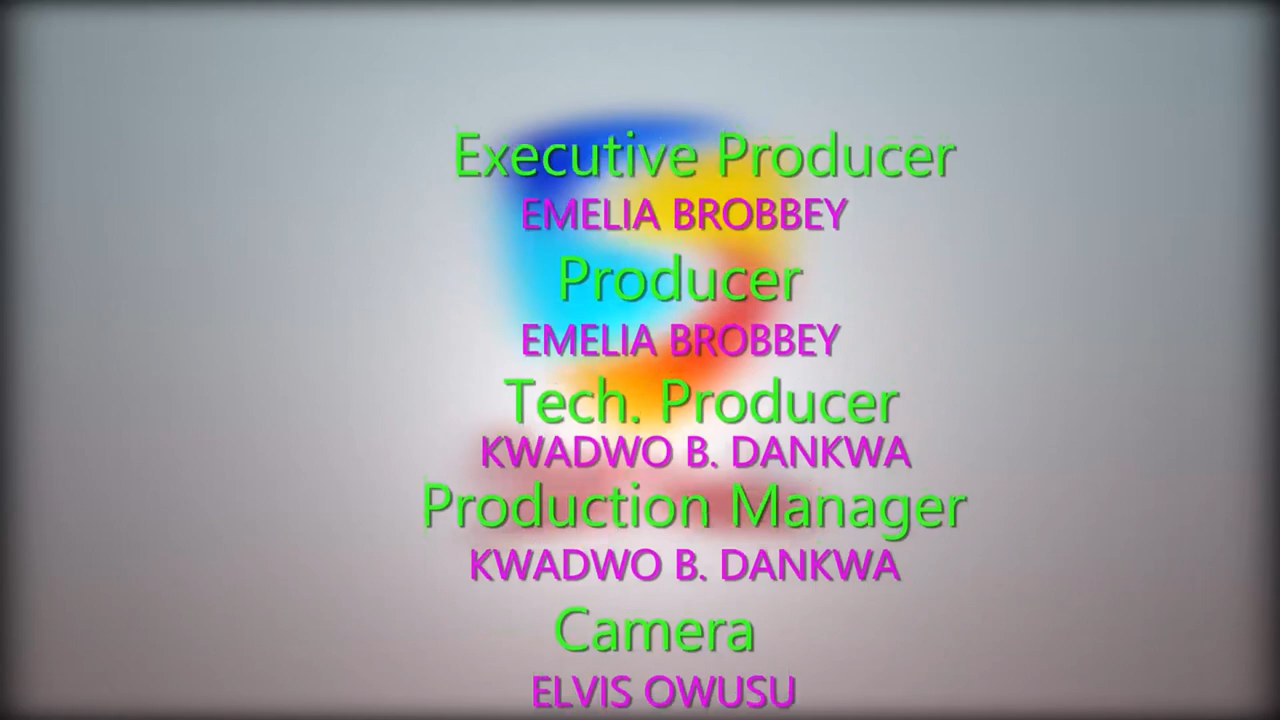 Executive Producer
EMELIA BROBBEY
Producer
EMELIA BROBBEY
Tech. Producer
KWADWO B. DANKWA
Production Manager
KWADWO B. DANKWA
Camera
ELVIS OWUSU